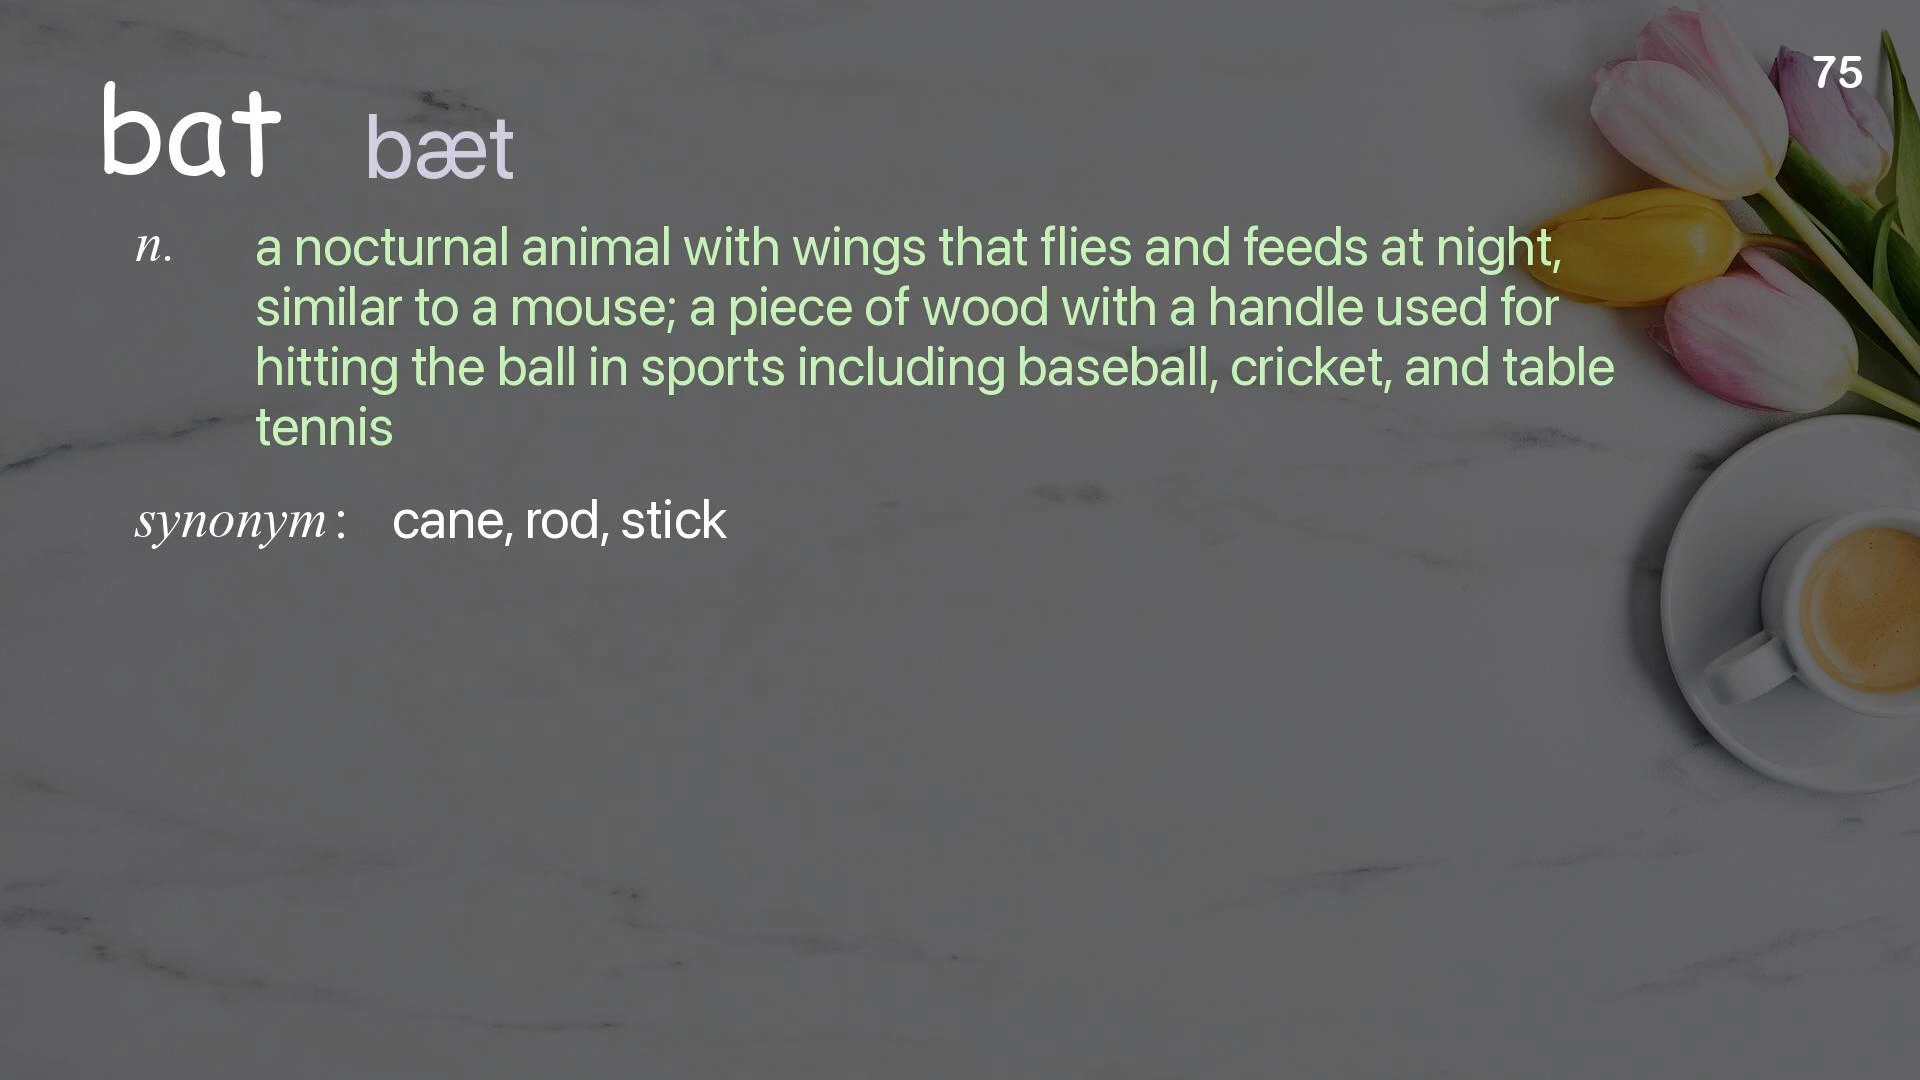 75
bat bæt
n. a nocturnal animal with wings that flies and feeds at night,
similar to a mouse; a piece of wood with a handle used for
hitting the ball in sports including baseball, cricket, and table
tennis
synonym: cane, rod, stick